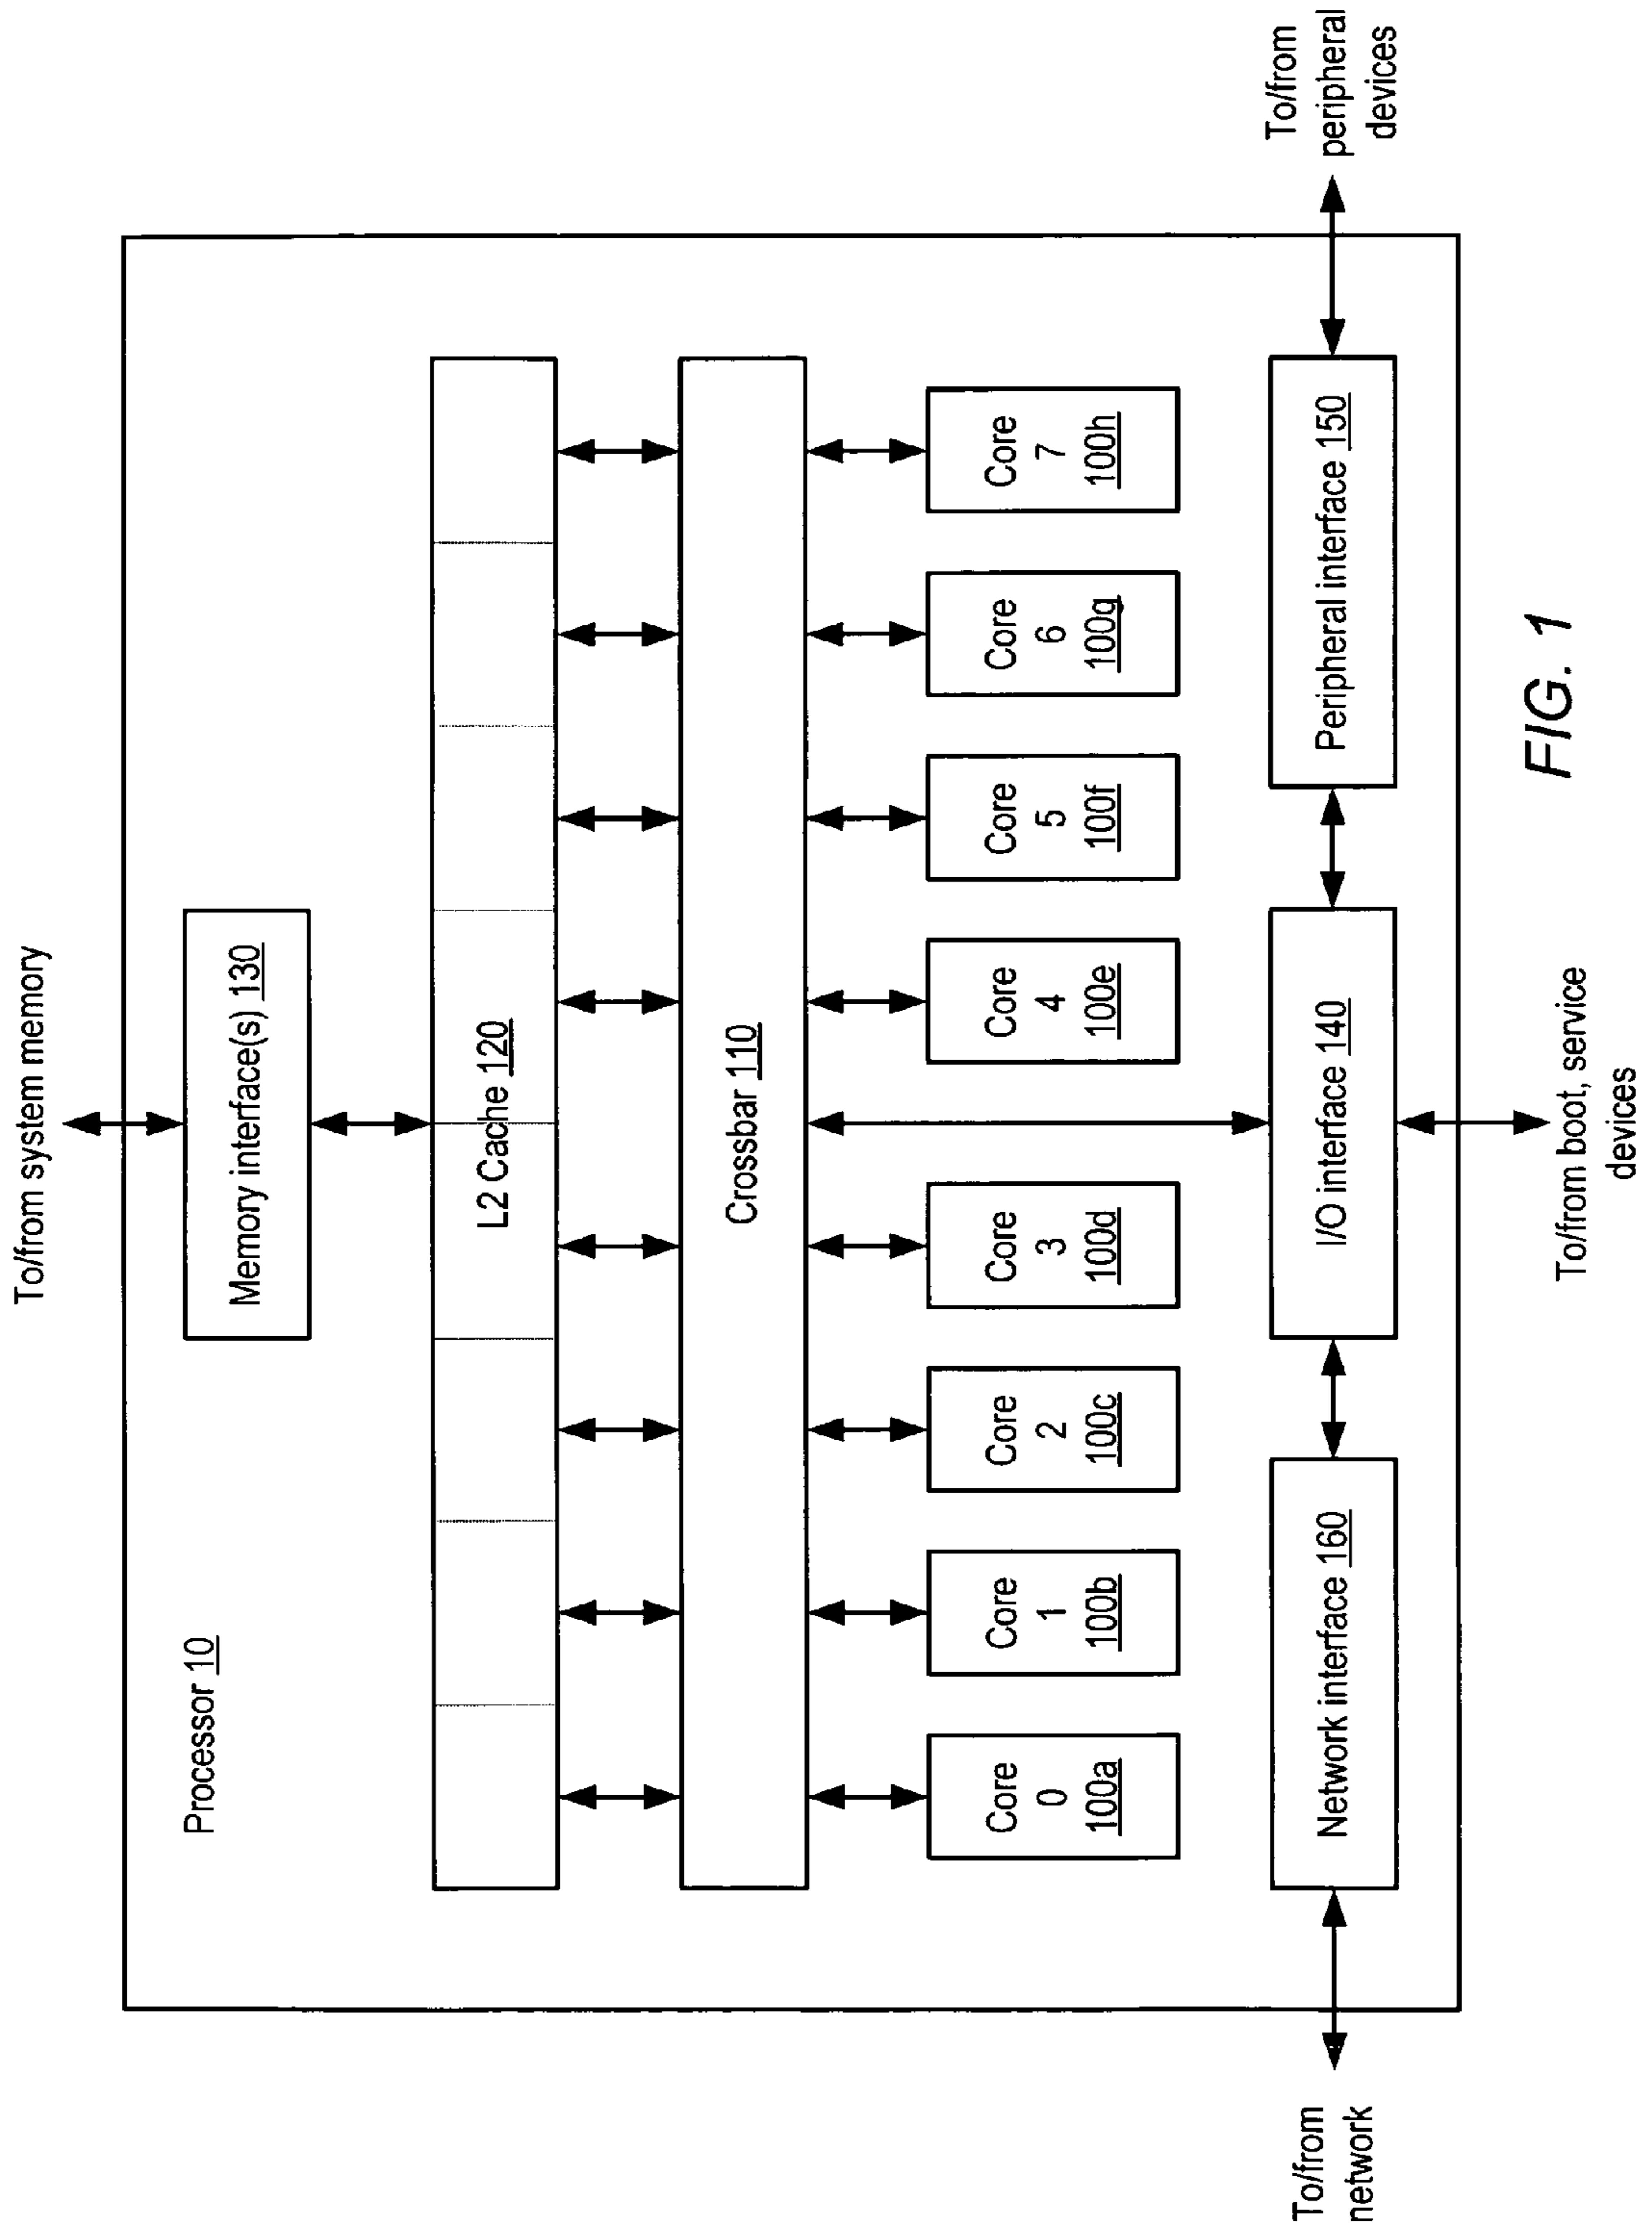 To/from system memory
Processor 10
Memory interface(s) 130
L2 Cache 120
Crossbar 110
Core
0
100a
Core
1
100b
Core
2
100c
Core
3
100d
Core
4
100e
Core
5
100f
Core
6
100g
Core
7
100h
To/from
network
Network interface 160
I/O interface 140
Peripheral interface 150
To/from
peripheral
devices
To/from boot, service
devices
FIG. 1